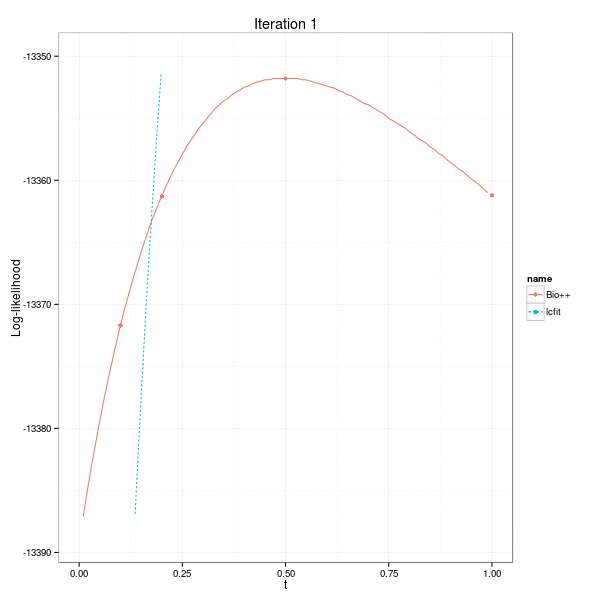 Iteration 1
-13350
-13360
-13370
-13380
-13390
Log-likelihood
0.00 0.25 0.50 0.75 1.00
t
name
Bio++
lcfit